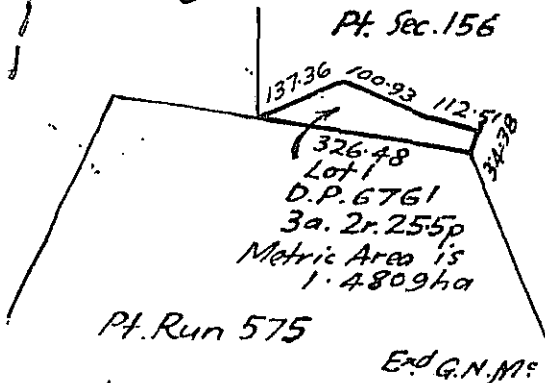 Pt. Sec. 156
137.36
100.93
112.51
34.38
326.48
Lot 1
D.P. 6761
3a. 2r. 25.5p
Metric Area is
1.4809ha
Pt. Run 575
Exd G.N.Mc